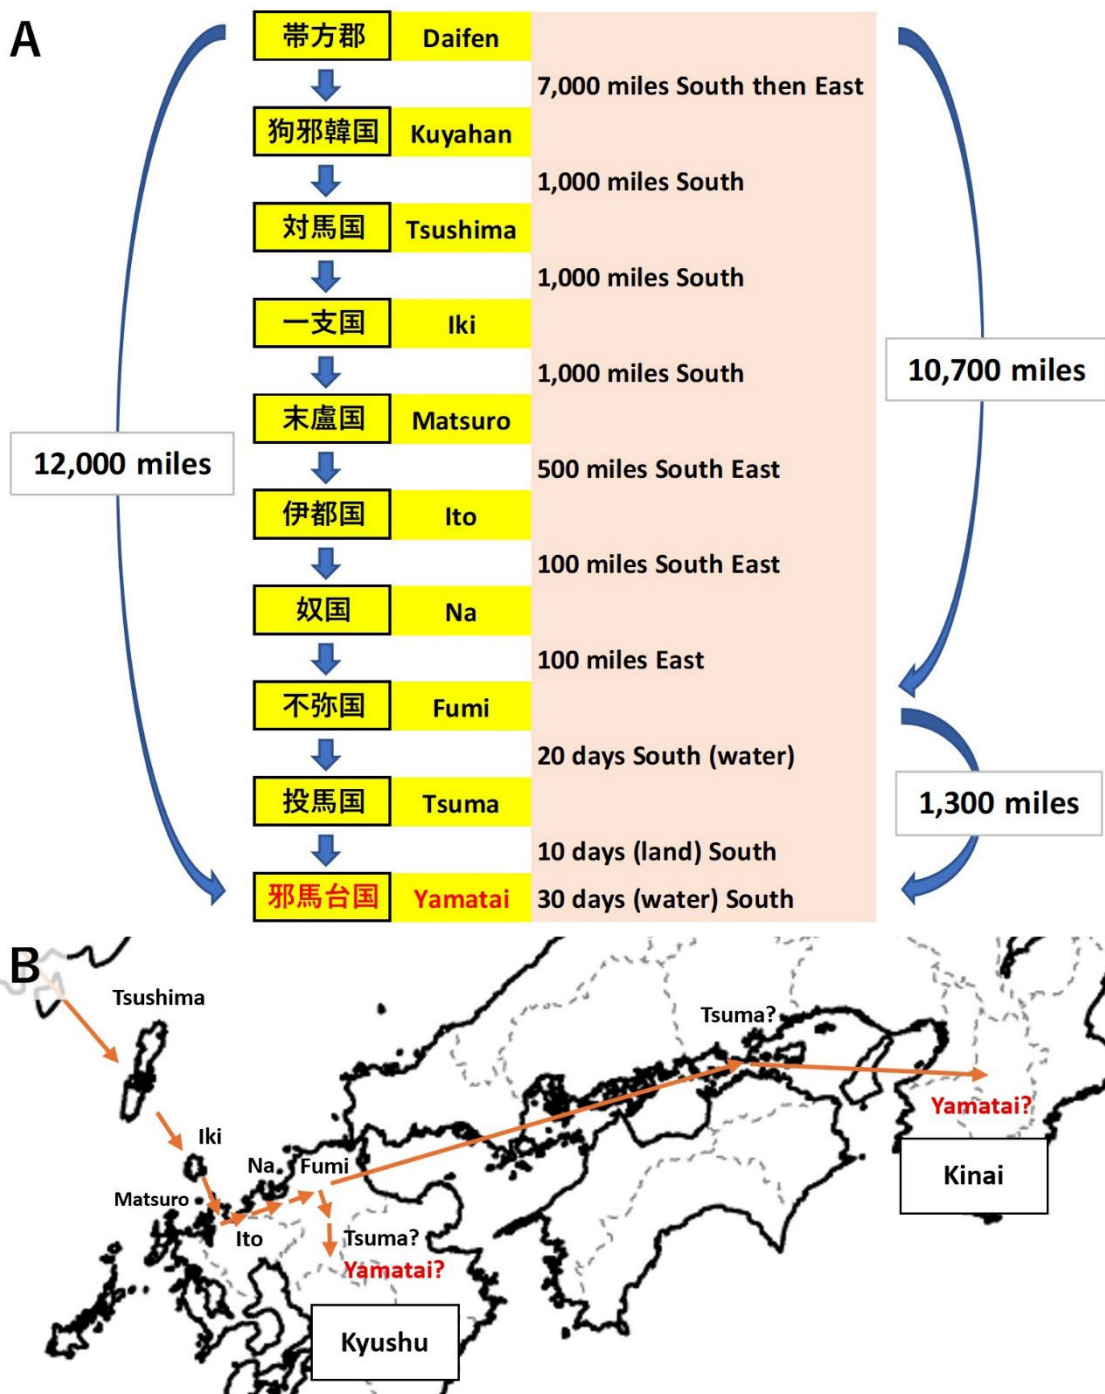 A
帯方郡 Daifen
7,000 miles South then East
狗邪韓国 Kuyahan
1,000 miles South
対馬国 Tsushima
1,000 miles South
一支国 Iki
1,000 miles South
10,700 miles
末盧国 Matsuro
12,000 miles
500 miles South East
伊都国 Ito
100 miles South East
奴国 Na
100 miles East
不弥国 Fumi
20 days South (water)
投馬国 Tsuma
1,300 miles
10 days (land) South
邪馬台国 Yamatai
30 days (water) South
B
Tsushima
Tsuma?
Yamatai?
Kinai
Iki
Na
Fumi
Matsuro
Ito
Tsuma?
Yamatai?
Kyushu